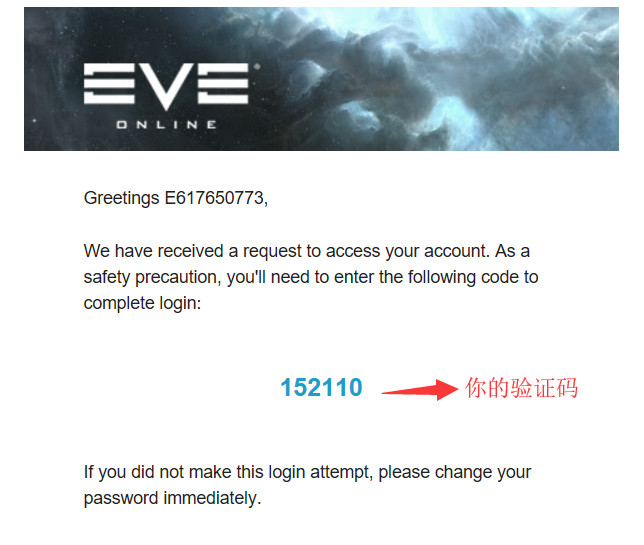 EVE
ONLINE
Greetings E617650773,
We have received a request to access your account. As a
safety precaution, you'll need to enter the following code to
complete login:
152110 你的验证码
If you did not make this login attempt, please change your
password immediately.